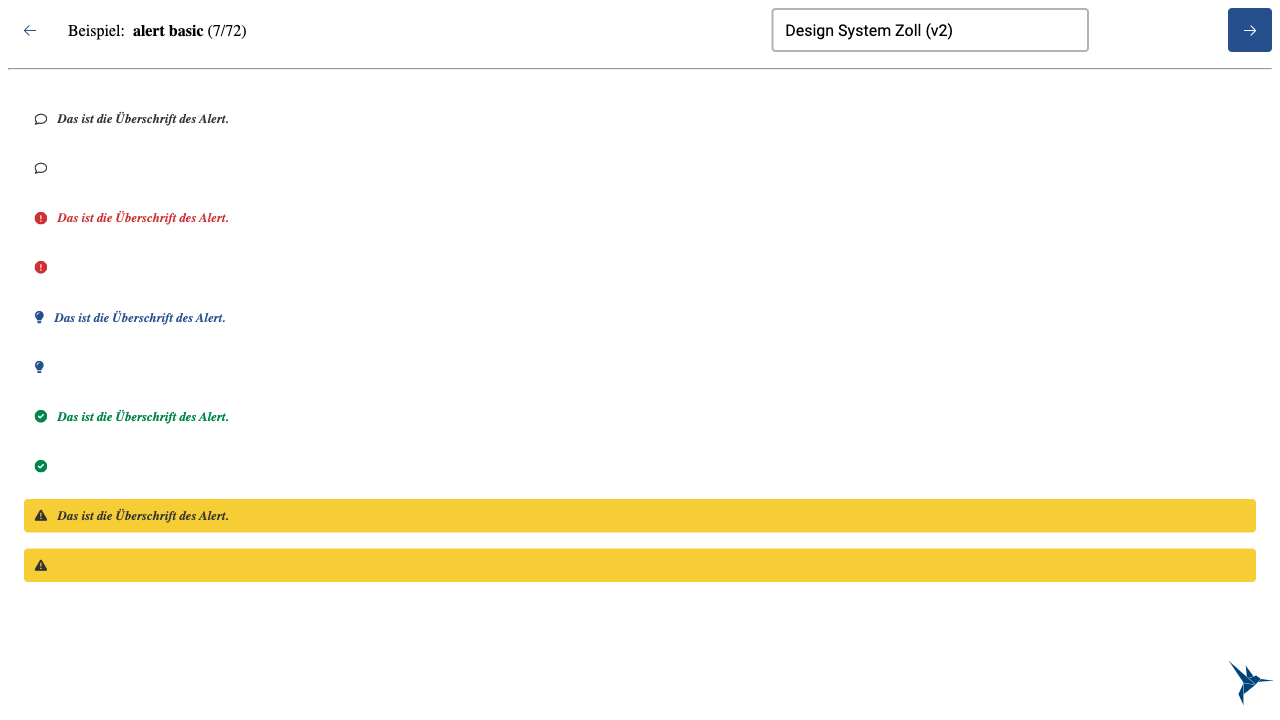 Beispiel: alert basic (7/72)
Design System Zoll (v2)
Das ist die Überschrift des Alert.
Das ist die Überschrift des Alert.
Das ist die Überschrift des Alert.
Das ist die Überschrift des Alert.
Das ist die Überschrift des Alert.